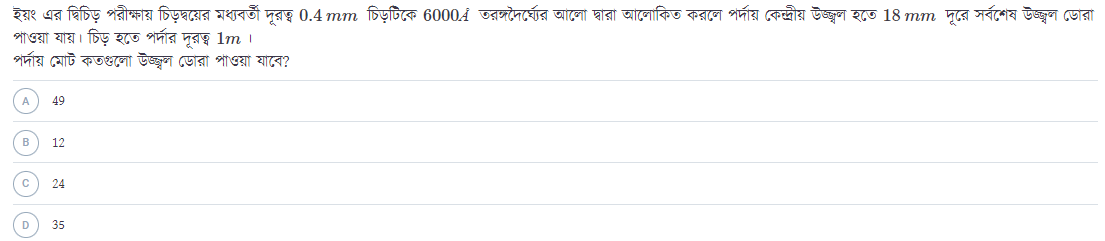 ইয়ং এর দ্বিচিড় পরীক্ষায় চিড়দ্বয়ের মধ্যবর্তী দূরত্ব 0.4 mm চিড়টিকে 6000Å তরঙ্গদৈর্ঘ্যের আলো দ্বারা আলোকিত করলে পর্দায় কেন্দ্রীয় উজ্জ্বল হতে 18 mm দূরে সর্বশেষ উজ্জ্বল ডোরা
পাওয়া যায়। চিড় হতে পর্দার দূরত্ব 1m ।
পর্দায় মোট কতগুলো উজ্জ্বল ডোরা পাওয়া যাবে?
A 49
B 12
C 24
D 35